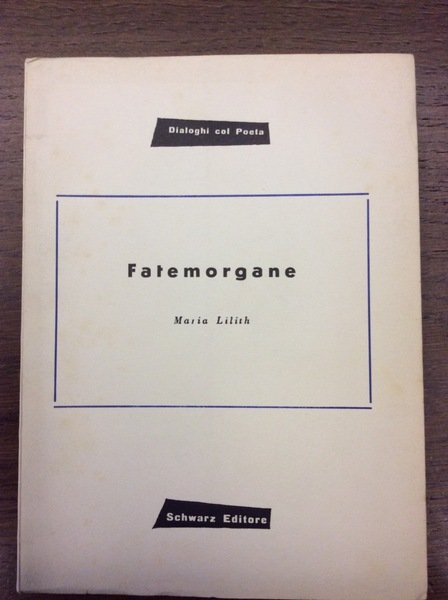 Dialoghi col Poeta
Fatemorgane
Maria Lilith
Schwarz Editore